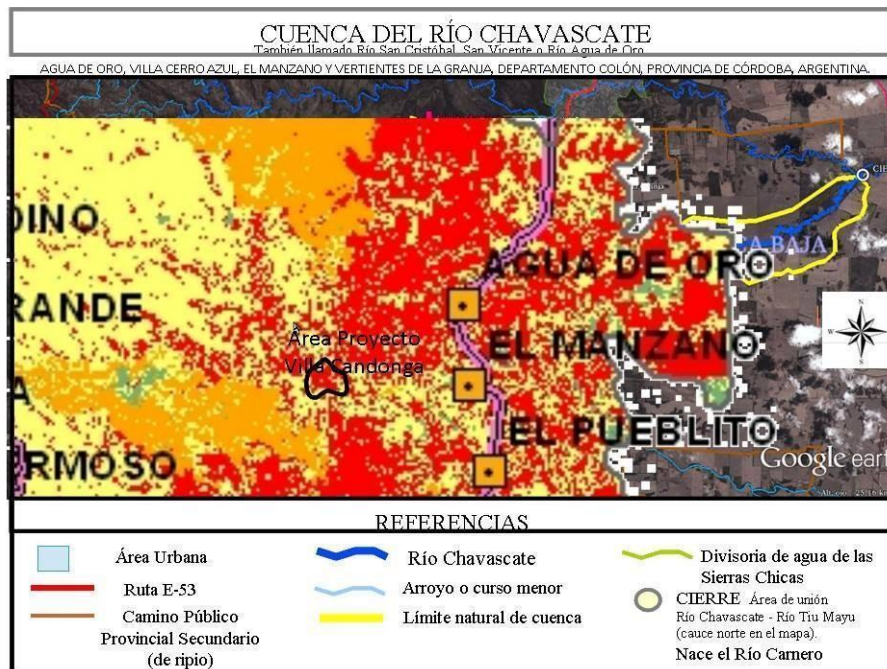 CUENCA DEL RÍO CHAVASCATE
También llamado Río San Cristóbal, San Vicente o Río Agua de Oro
AGUA DE ORO, VILLA CERRO AZUL, EL MANZANO Y VERTIENTES DE LA GRANJA, DEPARTAMENTO COLÓN, PROVINCIA DE CÓRDOBA, ARGENTINA.
CIE
DINO
A BAJA
AGUA DE ORO
RANDE
Área Proyecto
Villa Candonga
EL MANZANO
N
W
S
A
EL PUEBLITO
ERMOSO
Google eart
REFERENCIAS
Área Urbana
Ruta E-53
Camino Público
Provincial Secundario
(de ripio)
Río Chavascate
Arroyo o curso menor
Límite natural de cuenca
Divisoria de agua de las
Sierras Chicas
CIERRE Área de unión
Río Chavascate - Río Tiu Mayu
(cauce norte en el mapa).
Nace el Río Carnero